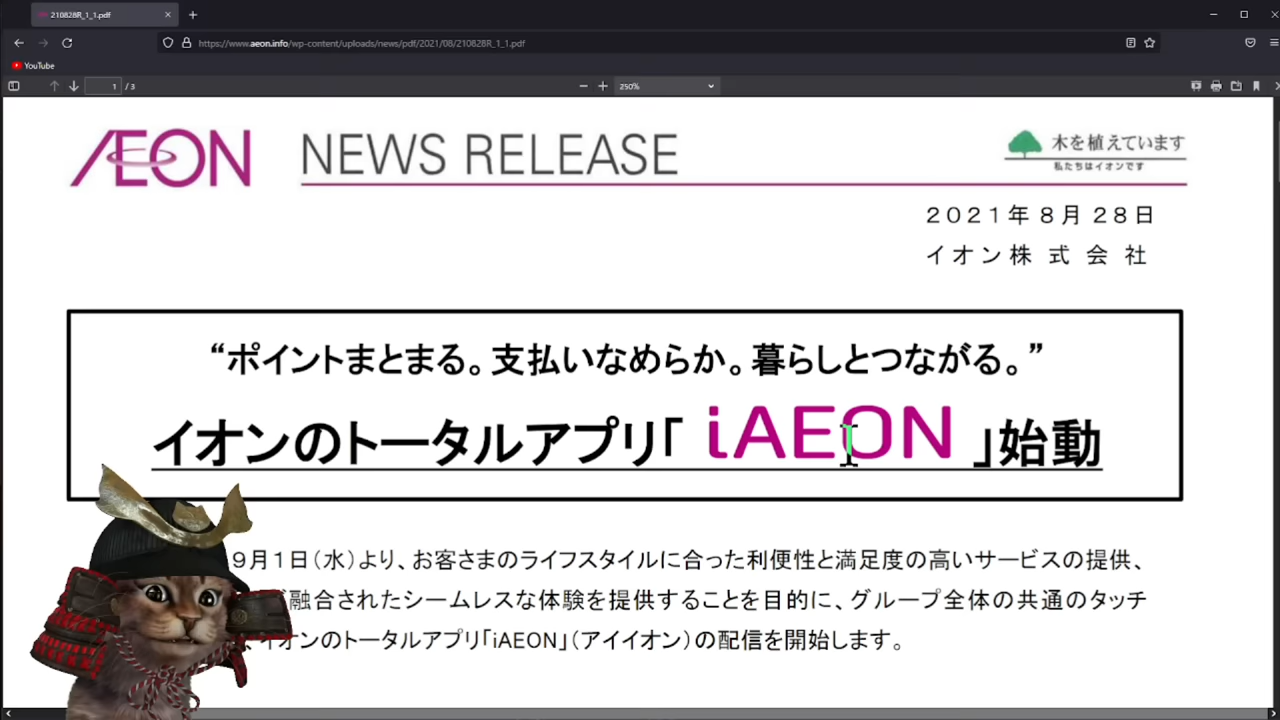 210828R_1_1.pdf
https://www.aeon.info/wp-content/uploads/news/pdf/2021/08/210828R_1_1.pdf
YouTube
1 / 3
250%
AEON NEWS RELEASE
木を植えています
私たちはイオンです
2021年8月28日
イオン株式会社
“ポイントまとまる。支払いなめらか。暮らしとつながる。”
イオンのトータルアプリ「iAEON」始動
9月1日（水）より、お客さまのライフスタイルに合った利便性と満足度の高いサービスの提供、
融合されたシームレスな体験を提供することを目的に、グループ全体の共通のタッチ
イオンのトータルアプリ「iAEON」（アイイオン）の配信を開始します。